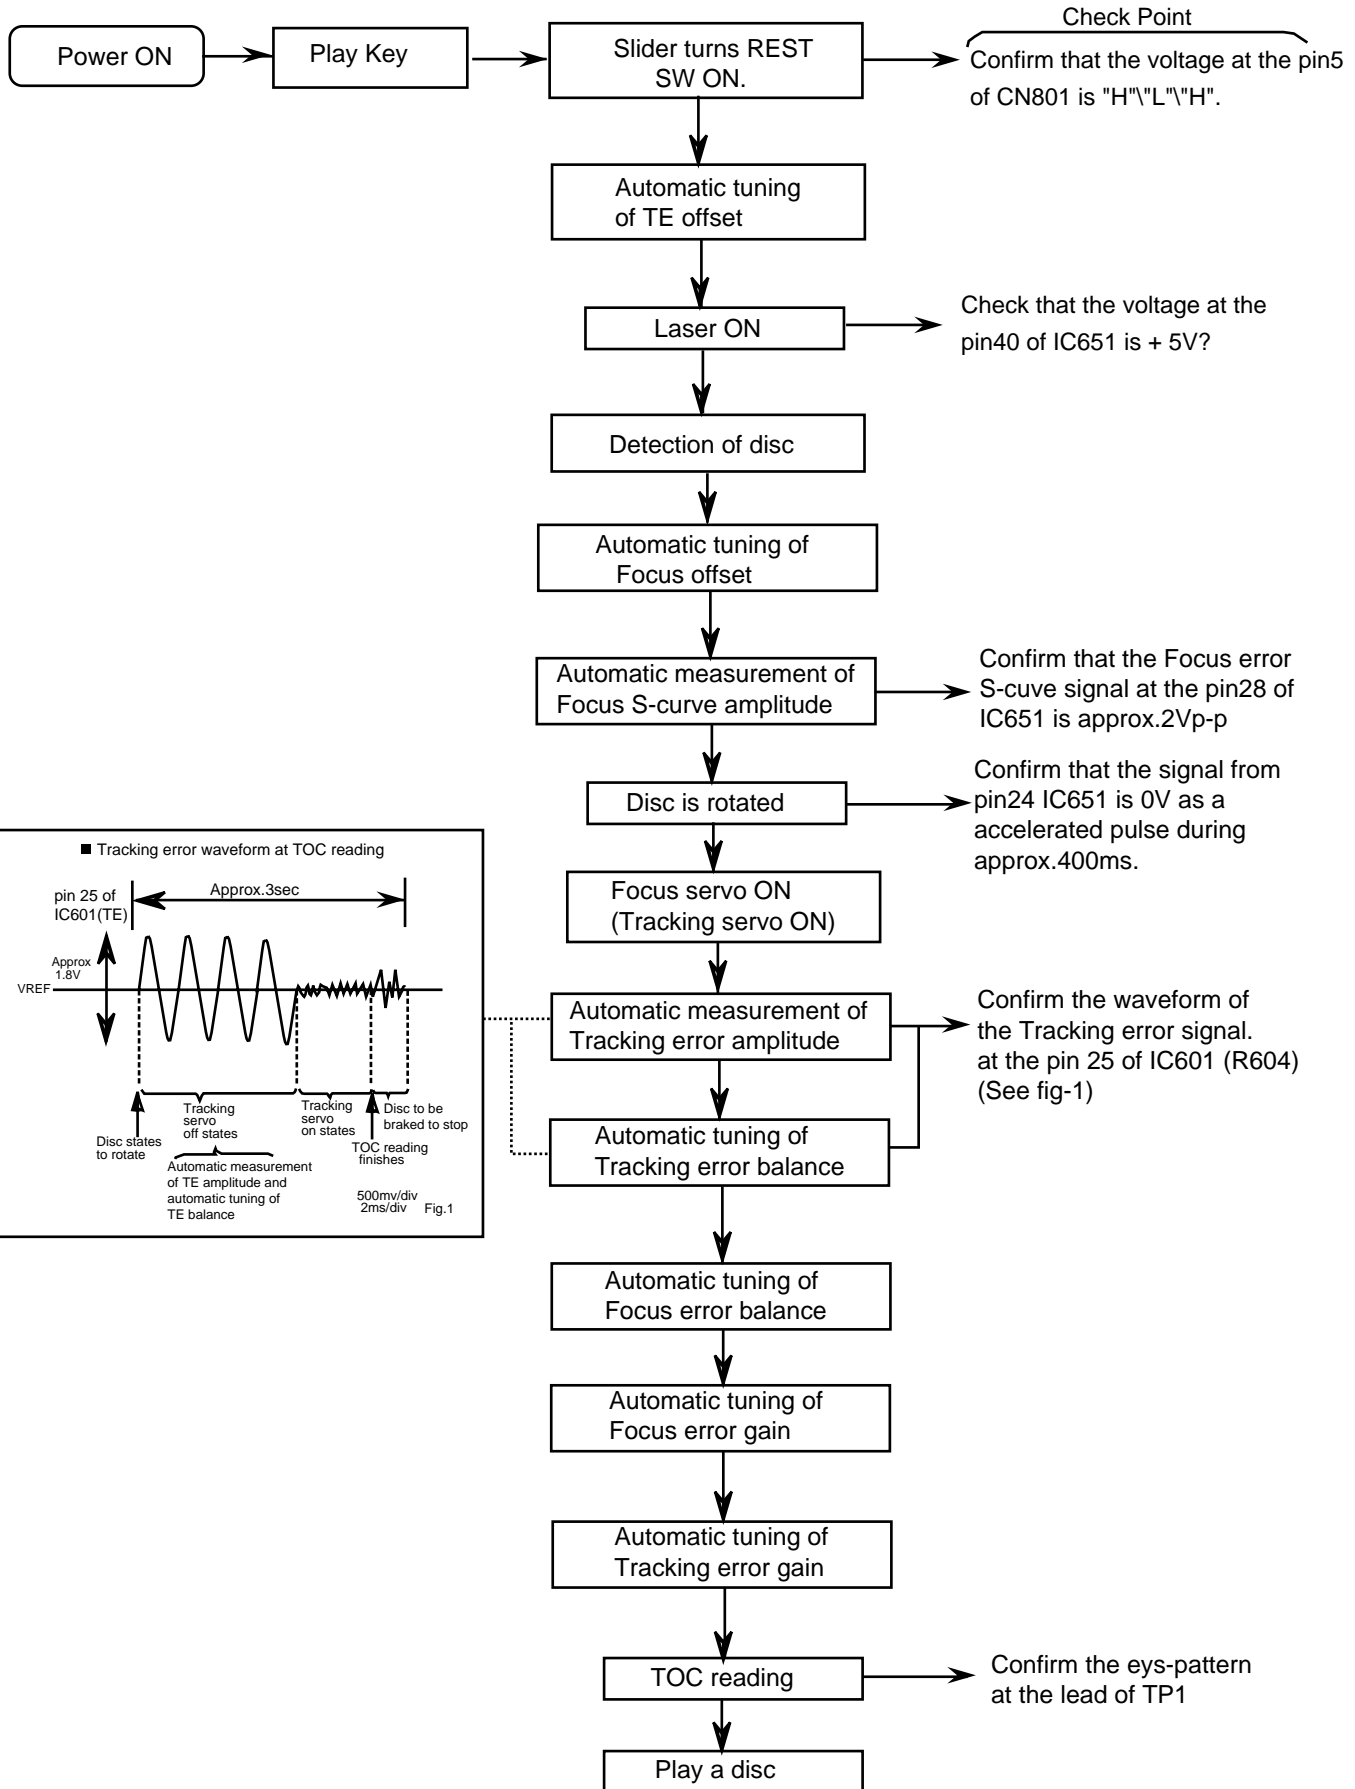 Check Point
Power ON
Play Key
Slider turns REST
SW ON.
Confirm that the voltage at the pin5
of CN801 is "H"\"L"\"H".
Automatic tuning
of TE offset
Laser ON
Check that the voltage at the
pin40 of IC651 is + 5V?
Detection of disc
Automatic tuning of
Focus offset
Automatic measurement of
Focus S-curve amplitude
Confirm that the Focus error
S-cuve signal at the pin28 of
IC651 is approx.2Vp-p
Disc is rotated
Confirm that the signal from
pin24 IC651 is 0V as a
accelerated pulse during
approx.400ms.
Focus servo ON
(Tracking servo ON)
■ Tracking error waveform at TOC reading
pin 25 of
IC601(TE)
Approx.3sec
Approx
1.8V
VREF
Disc states
to rotate
Tracking
servo
off states
Tracking
servo
on states
Disc to be
braked to stop
TOC reading
finishes
Automatic measurement
of TE amplitude and
automatic tuning of
TE balance
500mv/div
2ms/div
Fig.1
Automatic measurement of
Tracking error amplitude
Confirm the waveform of
the Tracking error signal.
at the pin 25 of IC601 (R604)
(See fig-1)
Automatic tuning of
Tracking error balance
Automatic tuning of
Focus error balance
Automatic tuning of
Focus error gain
Automatic tuning of
Tracking error gain
TOC reading
Confirm the eys-pattern
at the lead of TP1
Play a disc